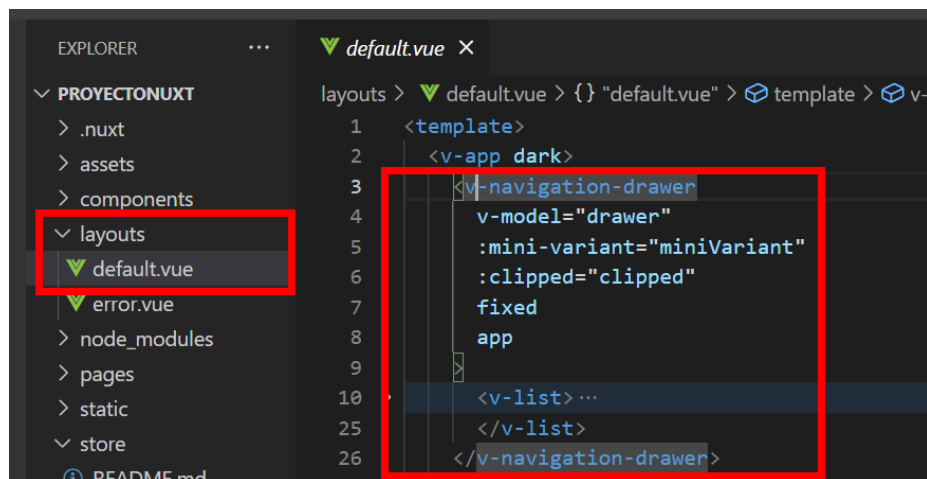 EXPLORER ···
PROYECTONUXT
.nuxt
assets
components
layouts
default.vue
error.vue
node_modules
pages
static
store
README.md
default.vue
layouts > default.vue > {} "default.vue" > template > v-
1 <template>
2 <v-app dark>
3 <v-navigation-drawer
4 v-model="drawer"
5 :mini-variant="miniVariant"
6 :clipped="clipped"
7 fixed
8 app
9 >
10 <v-list>···
25 </v-list>
26 </v-navigation-drawer>